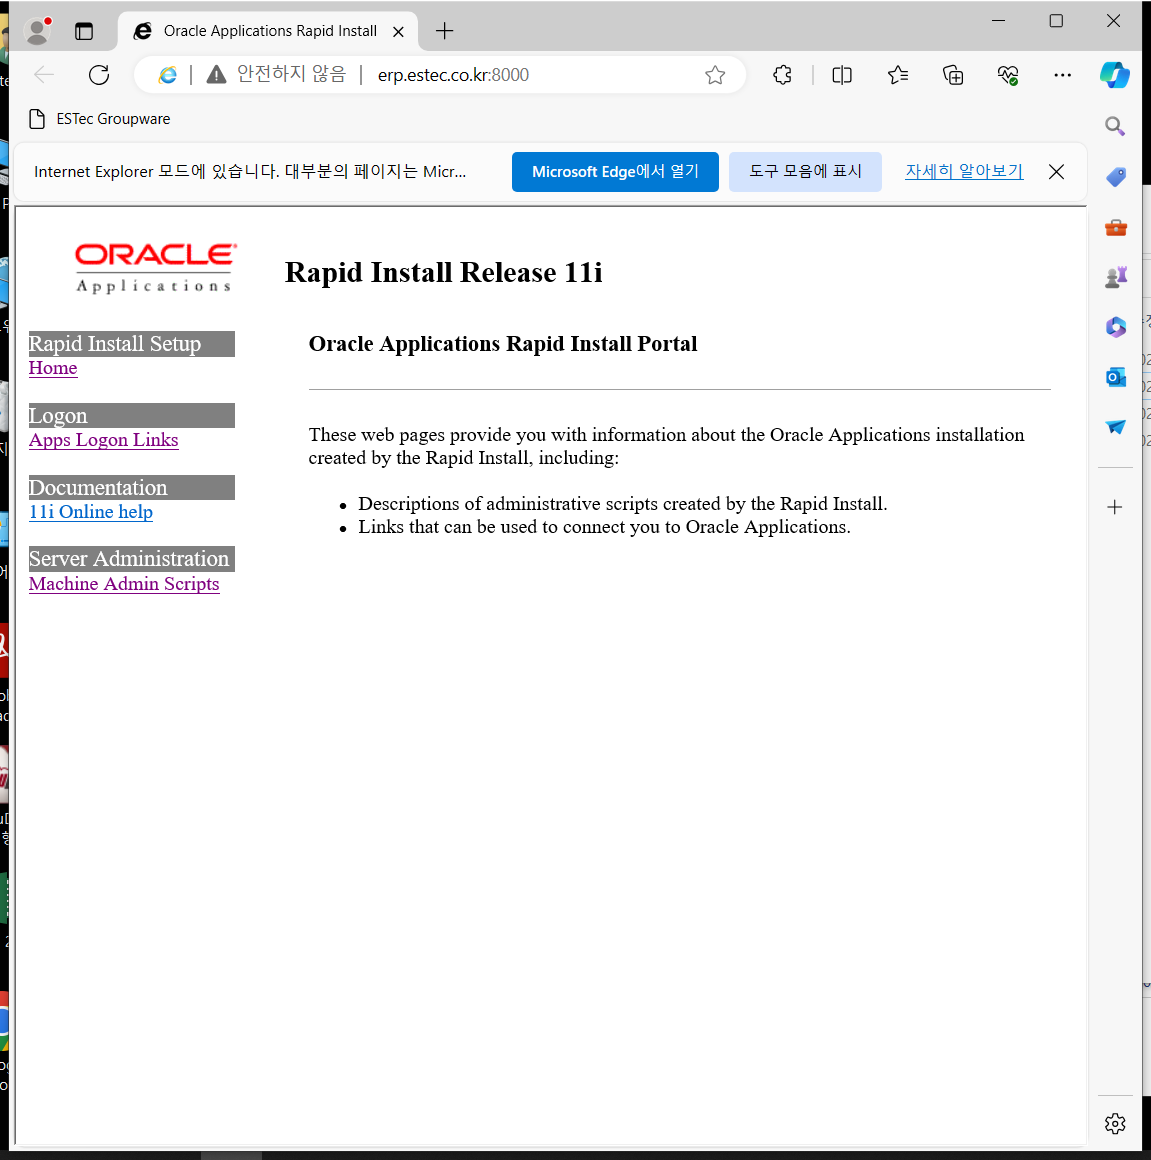 Oracle Applications Rapid Install
안전하지 않음
erp.estec.co.kr:8000
ESTec Groupware
Internet Explorer 모드에 있습니다. 대부분의 페이지는 Micr...
Microsoft Edge에서 열기
도구 모음에 표시
자세히 알아보기
ORACLE
Applications
Rapid Install Release 11i
Rapid Install Setup
Home
Logon
Apps Logon Links
Documentation
11i Online help
Server Administration
Machine Admin Scripts
Oracle Applications Rapid Install Portal
These web pages provide you with information about the Oracle Applications installation
created by the Rapid Install, including:
• Descriptions of administrative scripts created by the Rapid Install.
• Links that can be used to connect you to Oracle Applications.